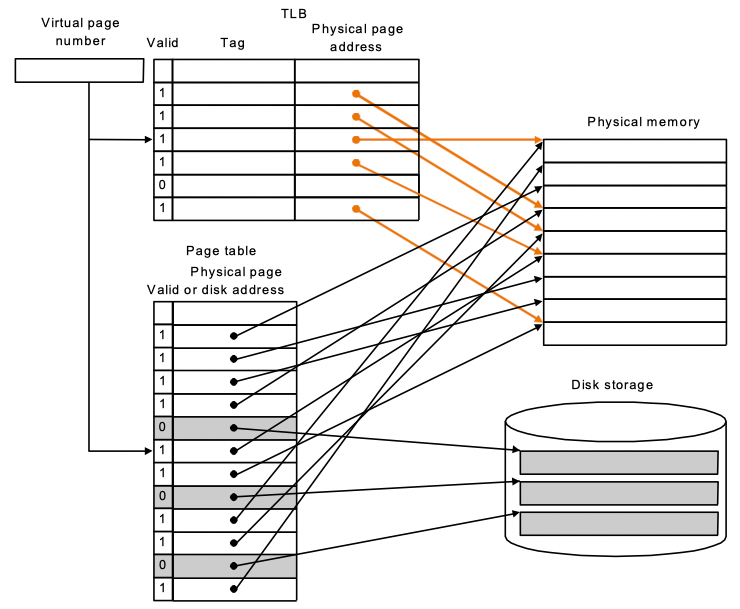 TLB
Virtual page
number
Valid
Tag
Physical page
address
1
1
1
1
0
1
Physical memory
Page table
Physical page
Valid or disk address
1
1
1
1
0
1
1
0
1
1
0
1
Disk storage